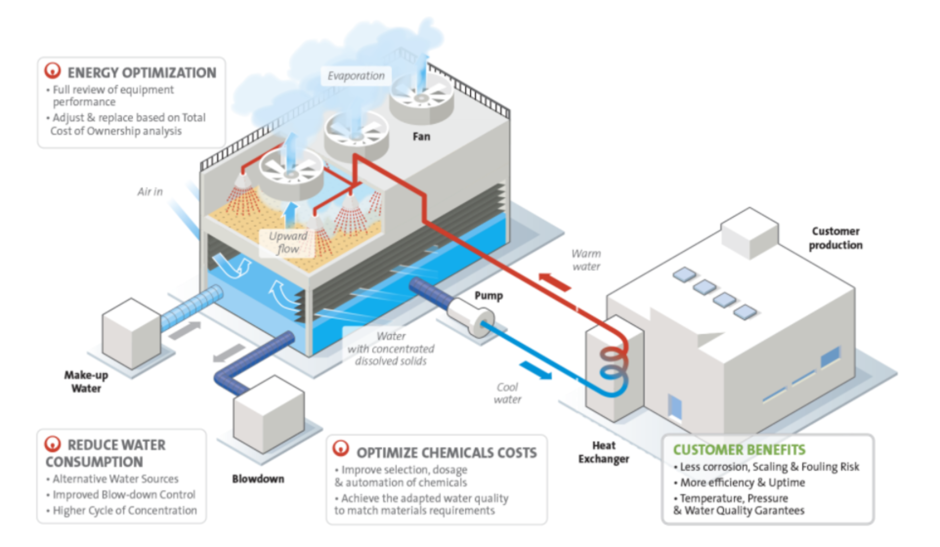 ENERGY OPTIMIZATION
• Full review of equipment
performance
• Adjust & replace based on Total
Cost of Ownership analysis
Evaporation
Fan
Air in
Upward
flow
Customer
production
Warm
water
Pump
Water
with concentrated
dissolved solids
Make-up
Water
Cool
water
Heat
Exchanger
Blowdown
REDUCE WATER
CONSUMPTION
• Alternative Water Sources
• Improved Blow-down Control
• Higher Cycle of Concentration
OPTIMIZE CHEMICALS COSTS
• Improve selection, dosage
& automation of chemicals
• Achieve the adapted water quality
to match materials requirements
CUSTOMER BENEFITS
• Less corrosion, Scaling & Fouling Risk
• More efficiency & Uptime
• Temperature, Pressure
& Water Quality Garantees